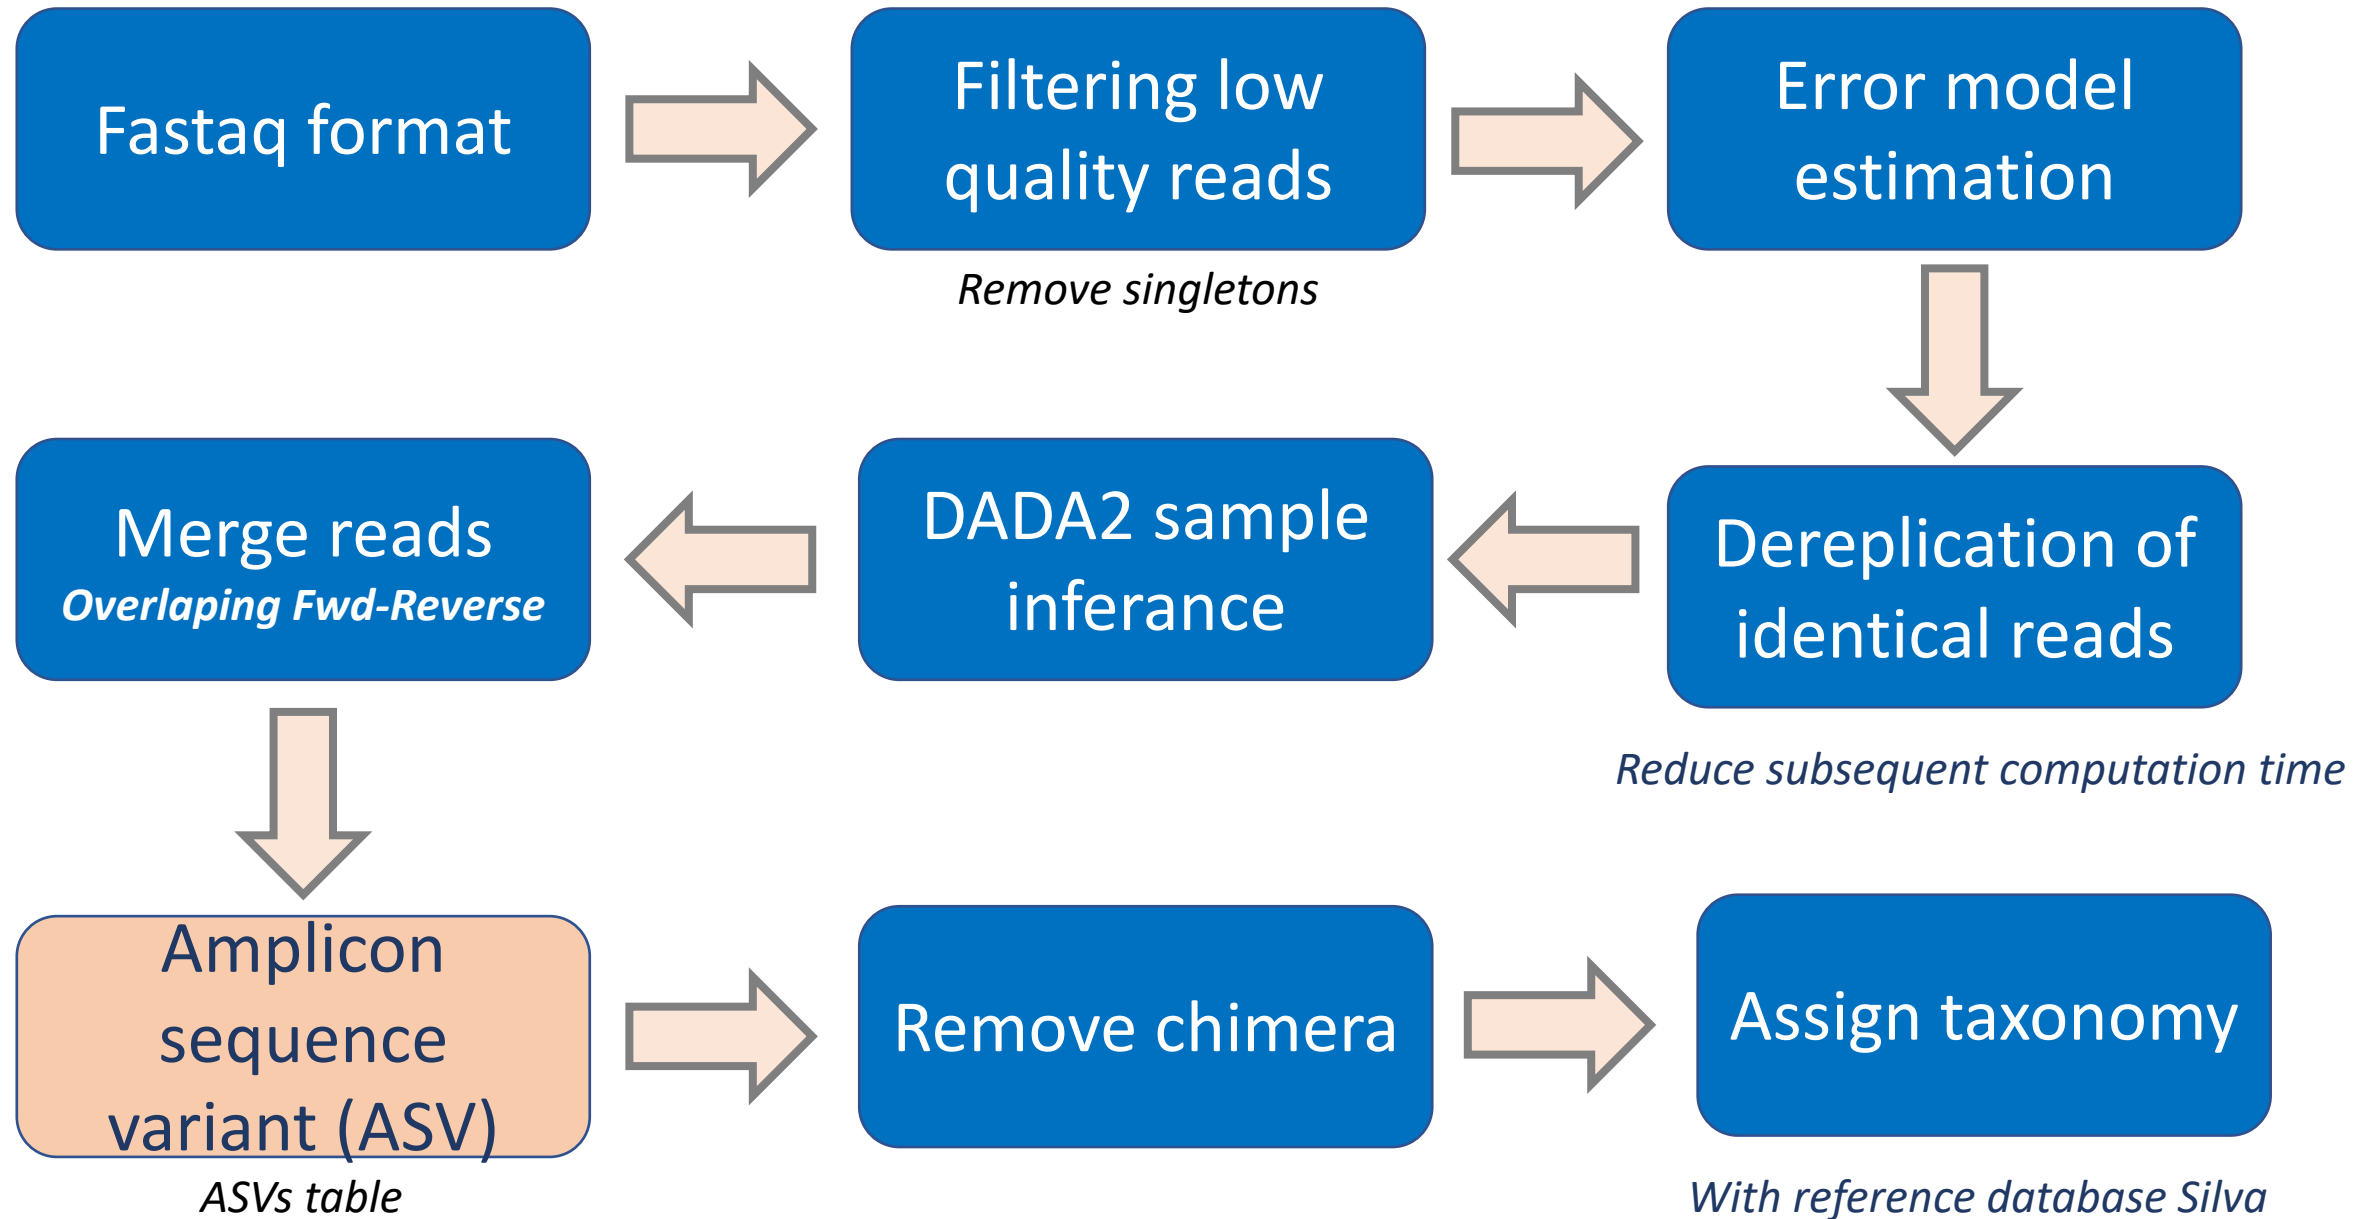 Fastaq format
Filtering low
quality reads
Remove singletons
Error model
estimation
Dereplication of
identical reads
Reduce subsequent computation time
DADA2 sample
inferance
Merge reads
Overlaping Fwd-Reverse
Amplicon
sequence
variant (ASV)
ASVs table
Remove chimera
Assign taxonomy
With reference database Silva